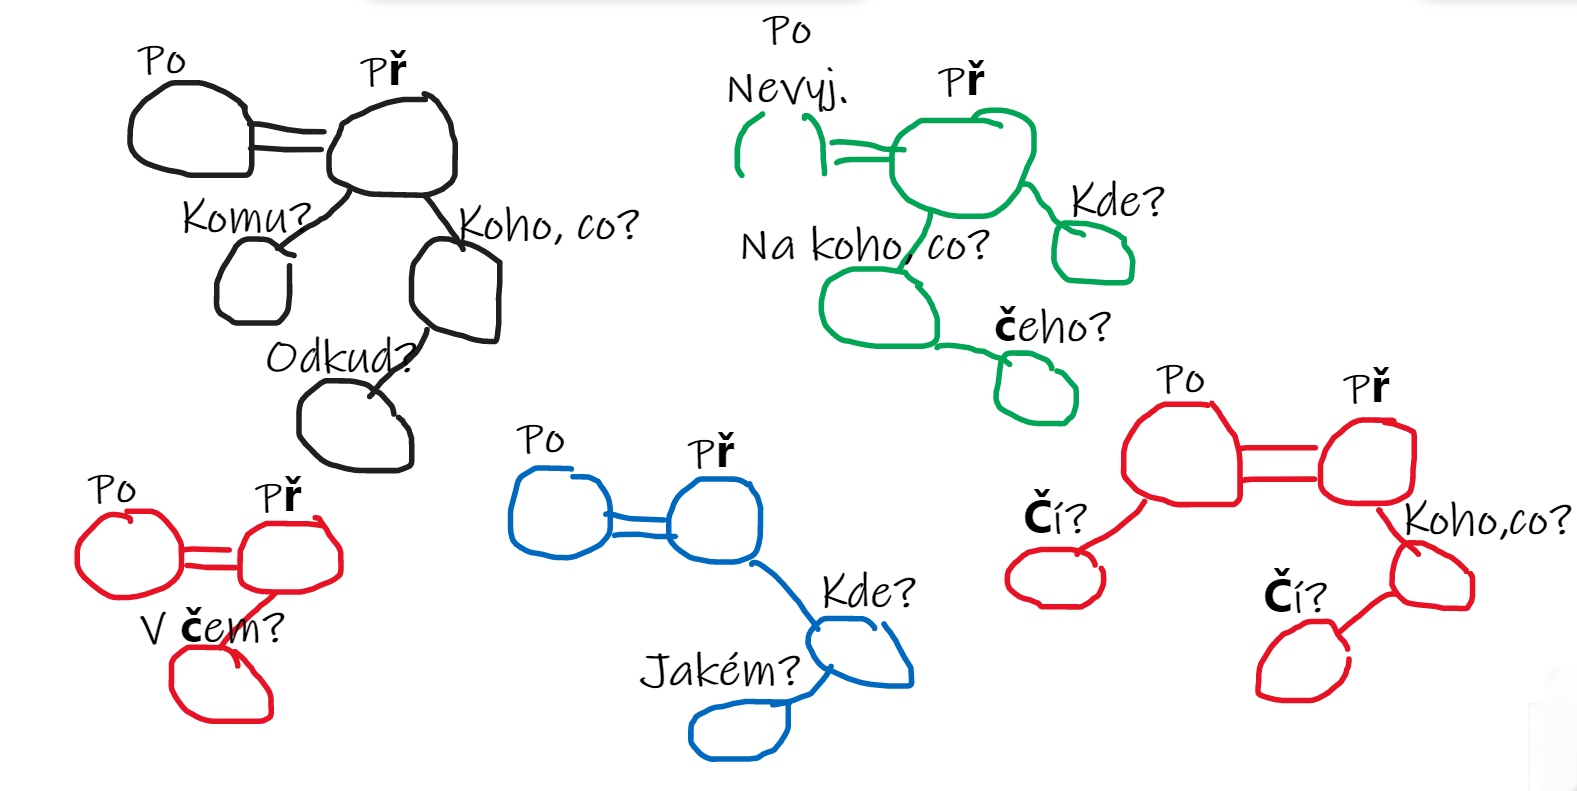 Po
Př
Komu?
Koho, co?
Odkud?
Po
Nevyj.
Př
Kde?
Na koho, co?
čeho?
Po
Př
V čem?
Po
Př
Kde?
Jakém?
Po
Př
Čí?
Koho,co?
Čí?